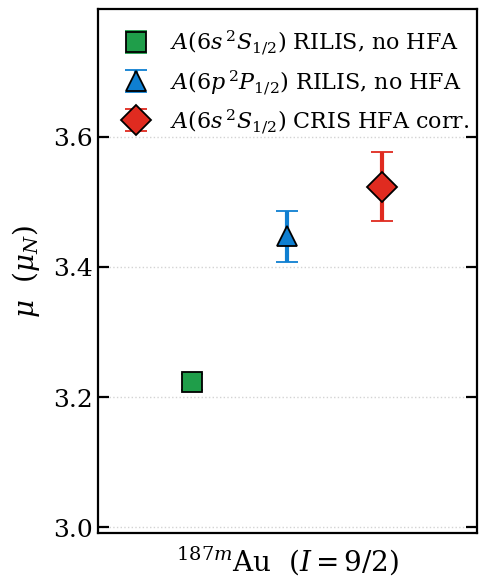 A(6s ²S₁/₂) RILIS, no HFA
A(6p ²P₁/₂) RILIS, no HFA
A(6s ²S₁/₂) CRIS HFA corr.
3.6
3.4
3.2
3.0
μ (μ_N)
¹⁸⁷ᵐAu (I = 9/2)